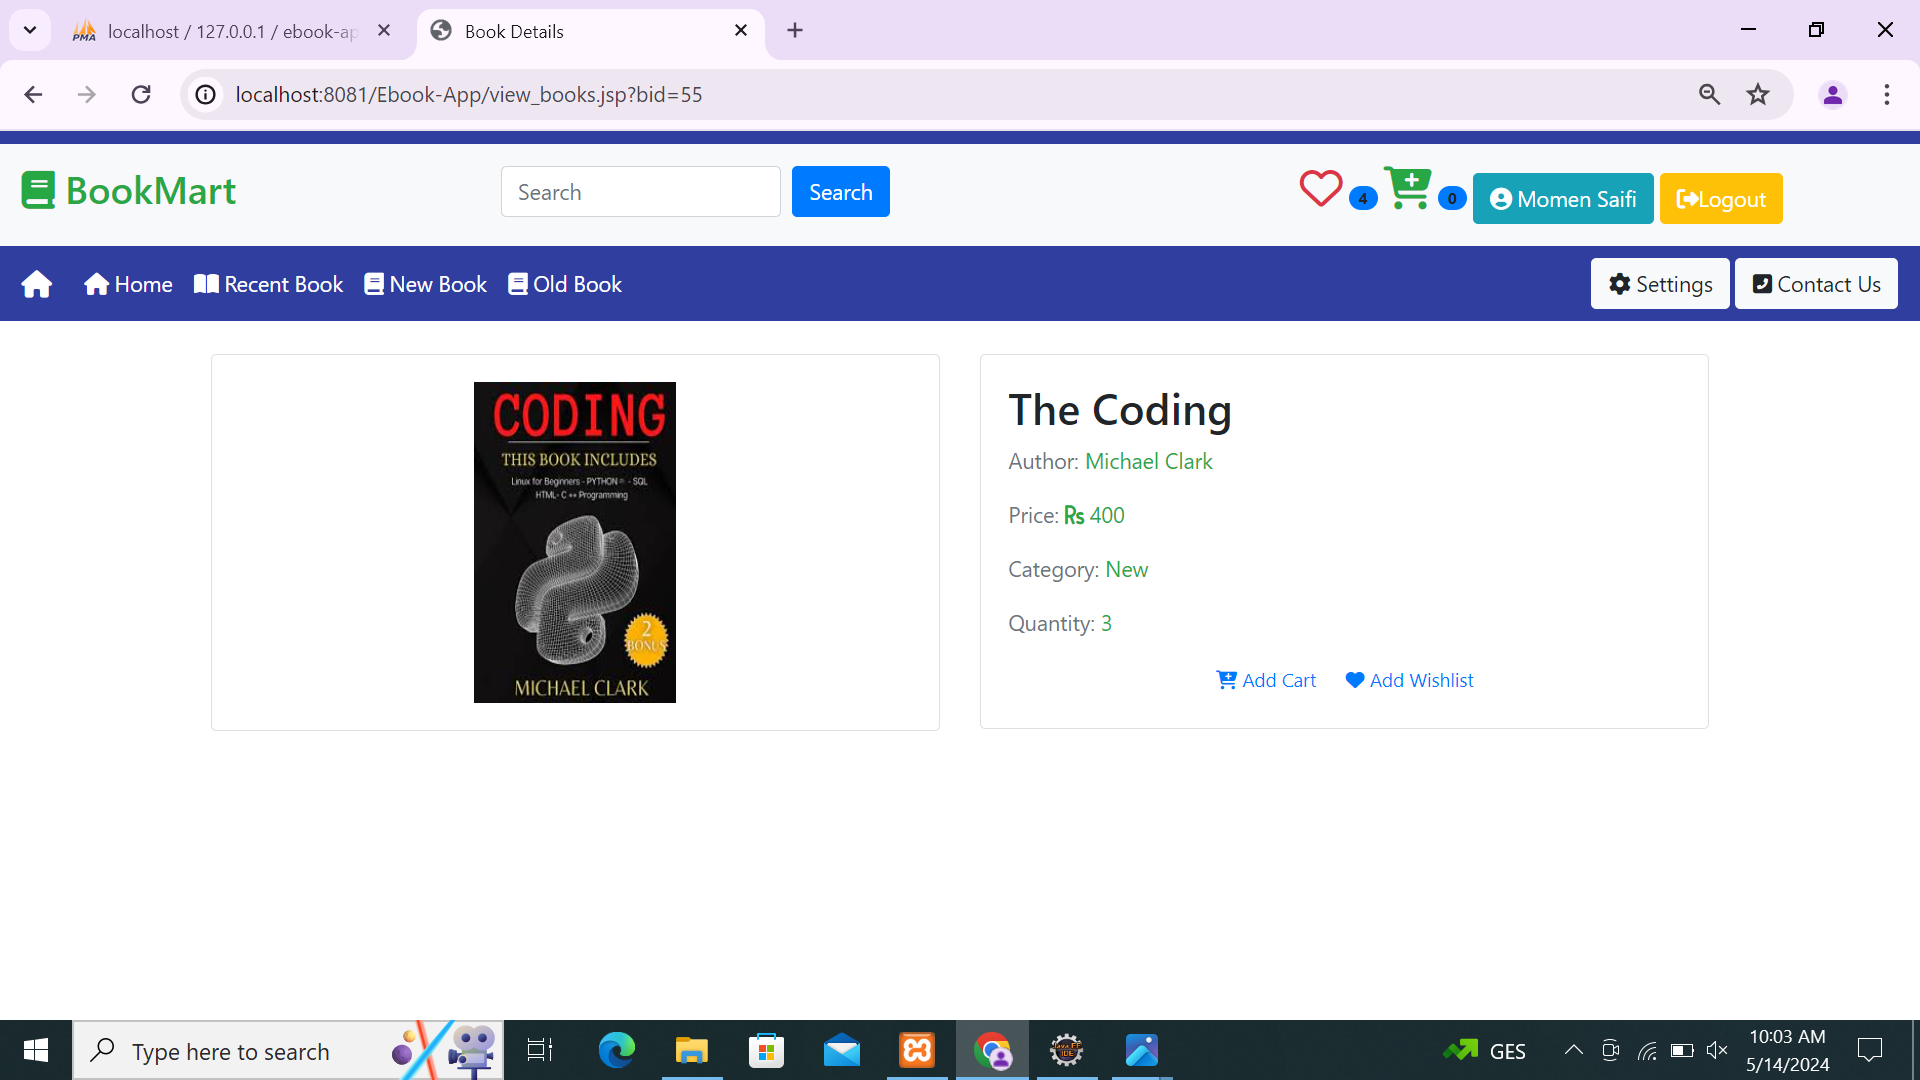 localhost / 127.0.0.1 / ebook-ap
Book Details
localhost:8081/Ebook-App/view_books.jsp?bid=55
BookMart
Search
Search
4
0
Momen Saifi
Logout
Home
Recent Book
New Book
Old Book
Settings
Contact Us
CODING
THIS BOOK INCLUDES
Linux for Beginners - PYTHON - SQL
HTML- C ++ Programming
2
BONUS
MICHAEL CLARK
The Coding
Author: Michael Clark
Price: Rs 400
Category: New
Quantity: 3
Add Cart
Add Wishlist
Type here to search
GES
10:03 AM
5/14/2024